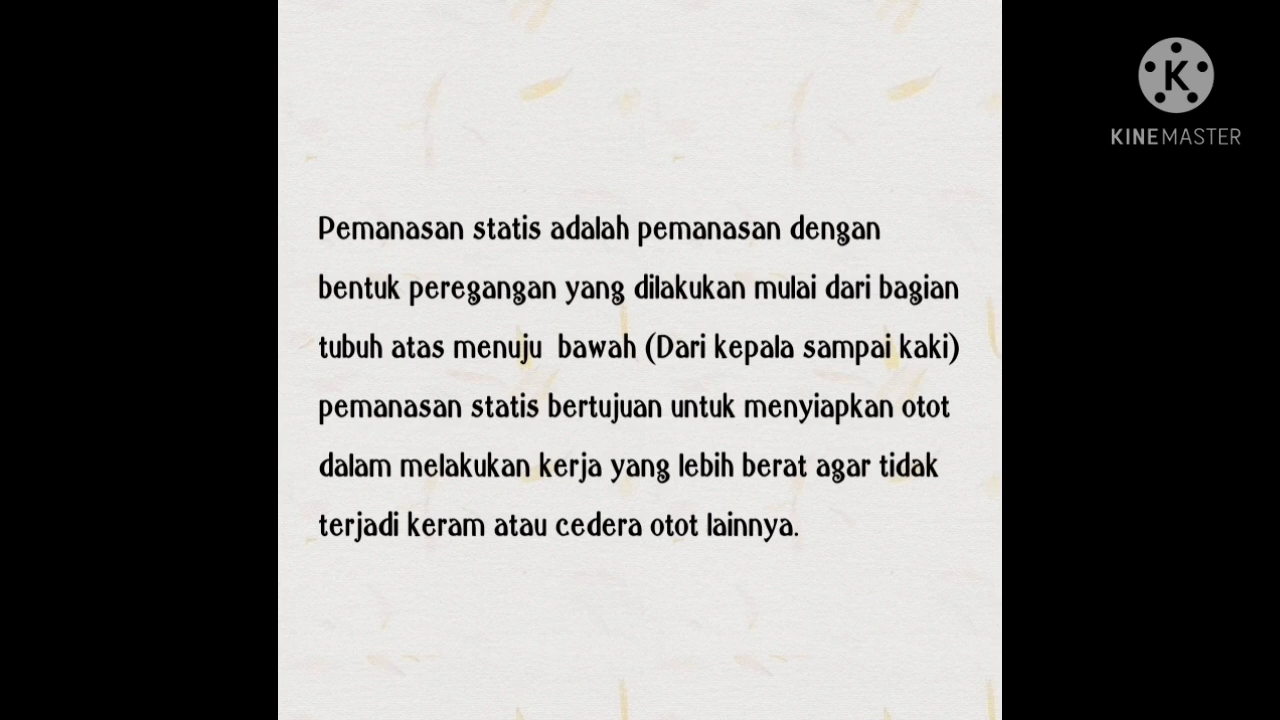 Pemanasan statis adalah pemanasan dengan
bentuk peregangan yang dilakukan mulai dari bagian
tubuh atas menuju  bawah (Dari kepala sampai kaki)
pemanasan statis bertujuan untuk menyiapkan otot
dalam melakukan kerja yang lebih berat agar tidak
terjadi keram atau cedera otot lainnya.
K
KINEMASTER